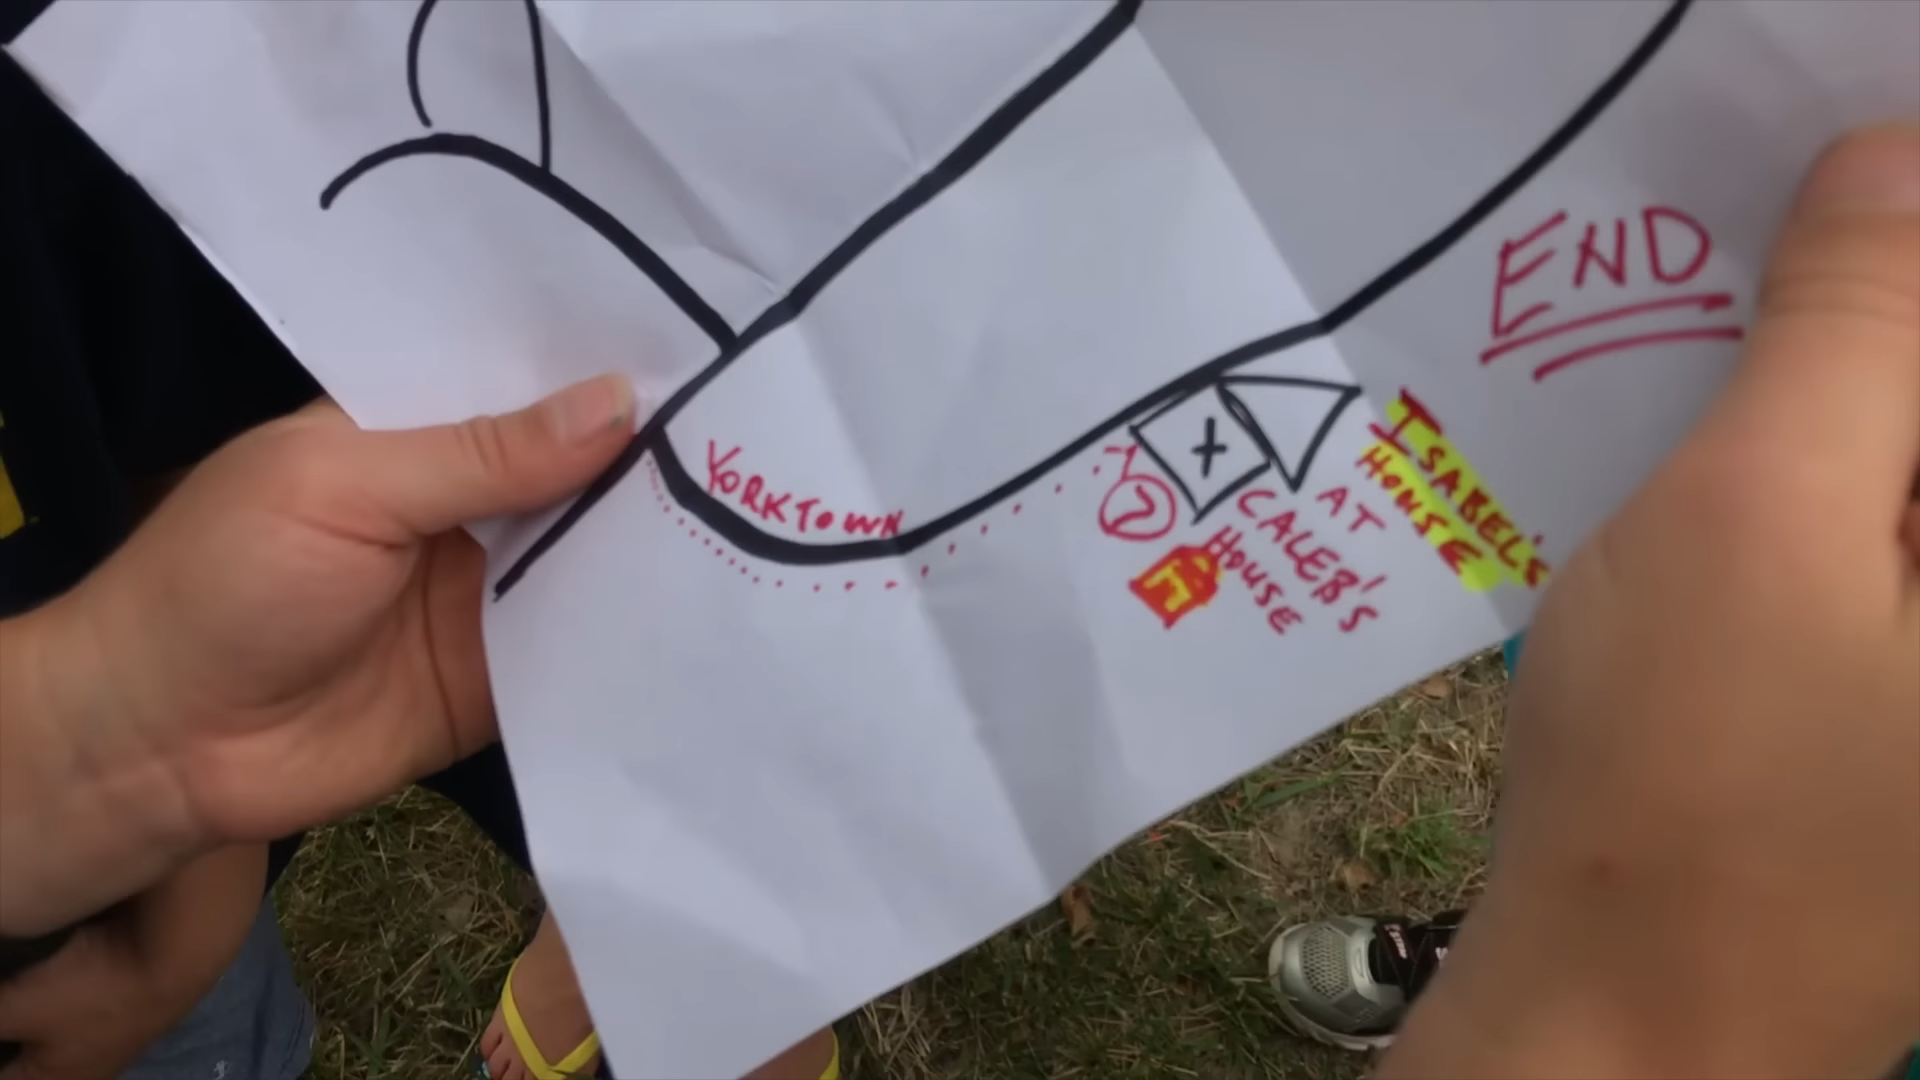 END
YORKTOWN
X
AT
CALEB'S
HOUSE
ISABEL'S
HOUSE